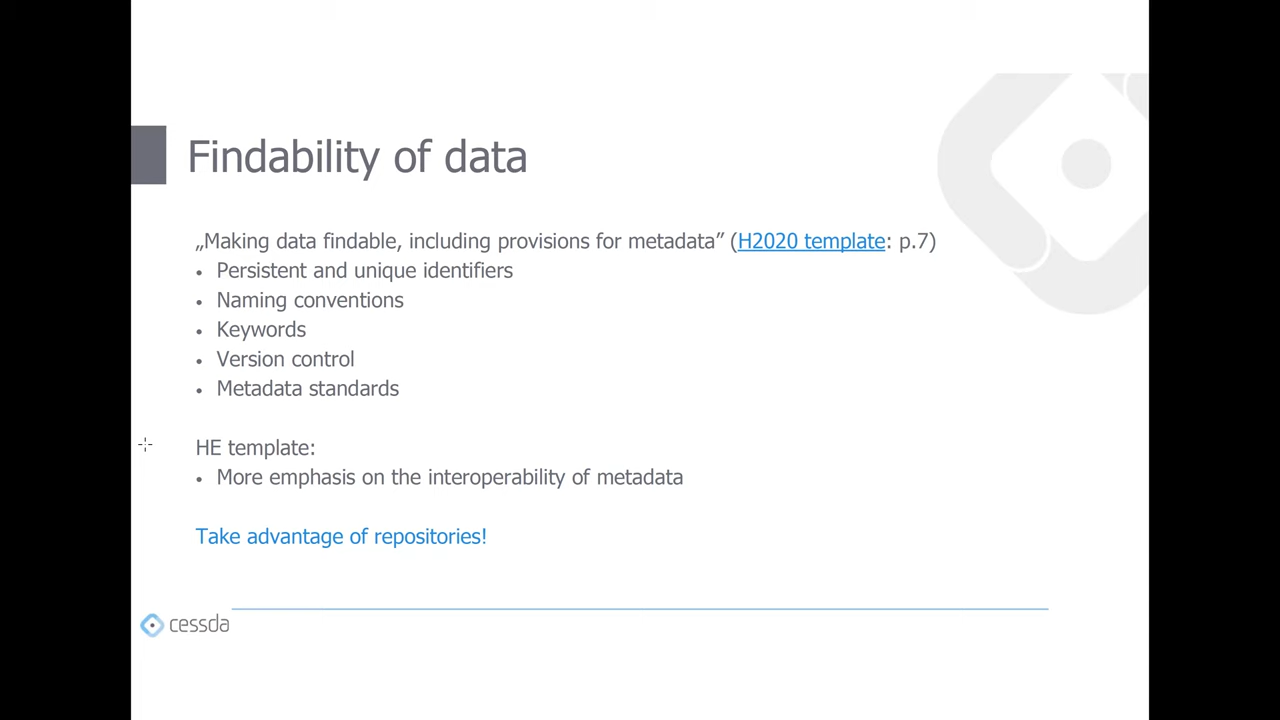 Findability of data
„Making data findable, including provisions for metadata” (H2020 template: p.7)
• Persistent and unique identifiers
• Naming conventions
• Keywords
• Version control
• Metadata standards
HE template:
• More emphasis on the interoperability of metadata
Take advantage of repositories!
cessda